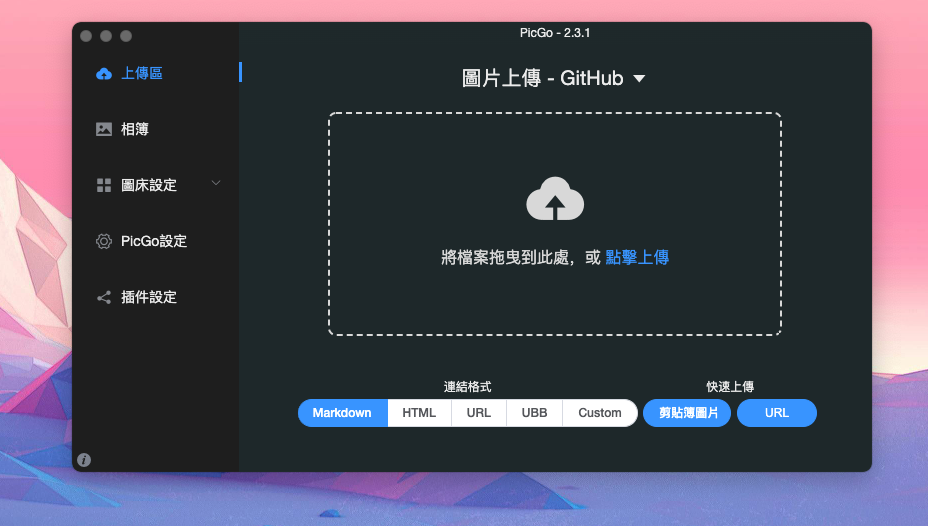 PicGo - 2.3.1
上傳區
相簿
圖床設定
PicGo設定
插件設定
圖片上傳 - GitHub
將檔案拖曳到此處，或 點擊上傳
連結格式
Markdown HTML URL UBB Custom
快速上傳
剪貼簿圖片 URL
i